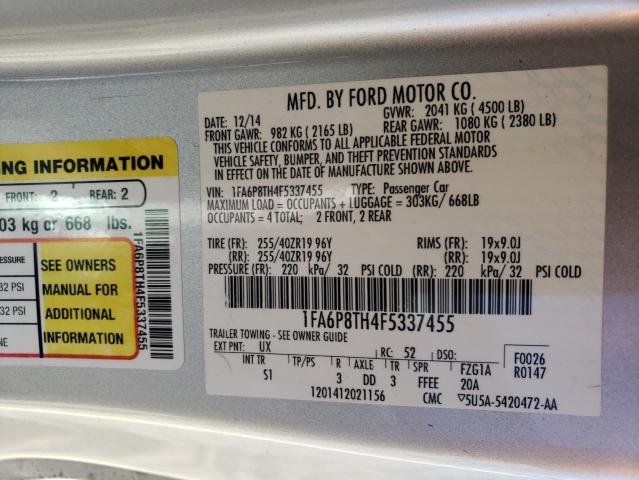 MFD. BY FORD MOTOR CO.
DATE: 12/14 GVWR: 2041 KG ( 4500 LB)
FRONT GAWR: 982 KG ( 2165 LB) REAR GAWR: 1080 KG ( 2380 LB)
THIS VEHICLE CONFORMS TO ALL APPLICABLE FEDERAL MOTOR
VEHICLE SAFETY, BUMPER, AND THEFT PREVENTION STANDARDS
IN EFFECT ON THE DATE OF MANUFACTURE SHOWN ABOVE.
VIN: 1FA6P8TH4F5337455 TYPE: Passenger Car
MAXIMUM LOAD = OCCUPANTS + LUGGAGE = 303KG/ 668LB
OCCUPANTS = 4 TOTAL; 2 FRONT, 2 REAR
TIRE (FR): 255/40ZR19 96Y RIMS (FR): 19x9.0J
(RR): 255/40ZR19 96Y (RR): 19x9.0J
PRESSURE (FR): 220 kPa/ 32 PSI COLD (RR): 220 kPa/ 32 PSI COLD
1FA6P8TH4F5337455
TRAILER TOWING - SEE OWNER GUIDE
EXT PNT: UX RC: 52 DSO: F0026
INT TR TP/PS R AXLE TR SPR FZG1A R0147
S1 3 DD 3 FFEE 20A
1201412021156 CMC ▽5U5A-5420472-AA
NG INFORMATION
FRONT: 2 REAR: 2
03 kg or 668 lbs.
ESSURE
32 PSI
32 PSI
NE
SEE OWNERS
MANUAL FOR
ADDITIONAL
INFORMATION
1FA6P8TH4F5337455